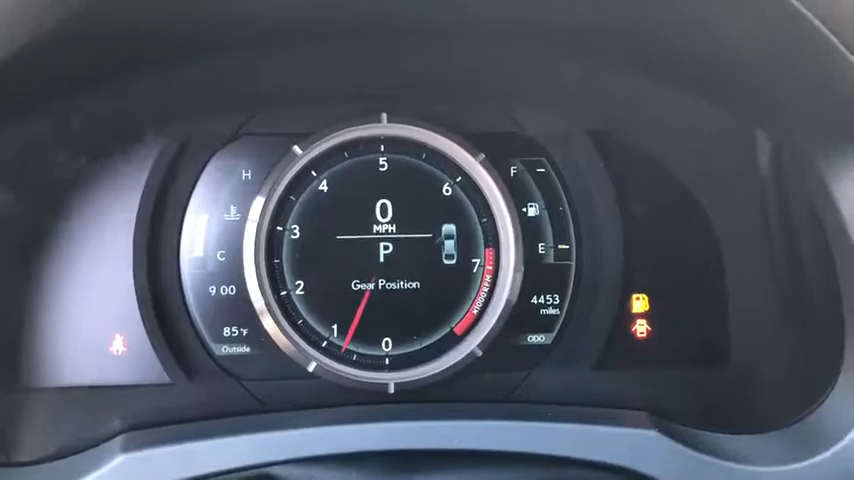 H
C
9:00
85°F
Outside
5
4
6
3
7
2
1
0
0
MPH
P
Gear Position
×1000RPM
F
E
4453
miles
ODO